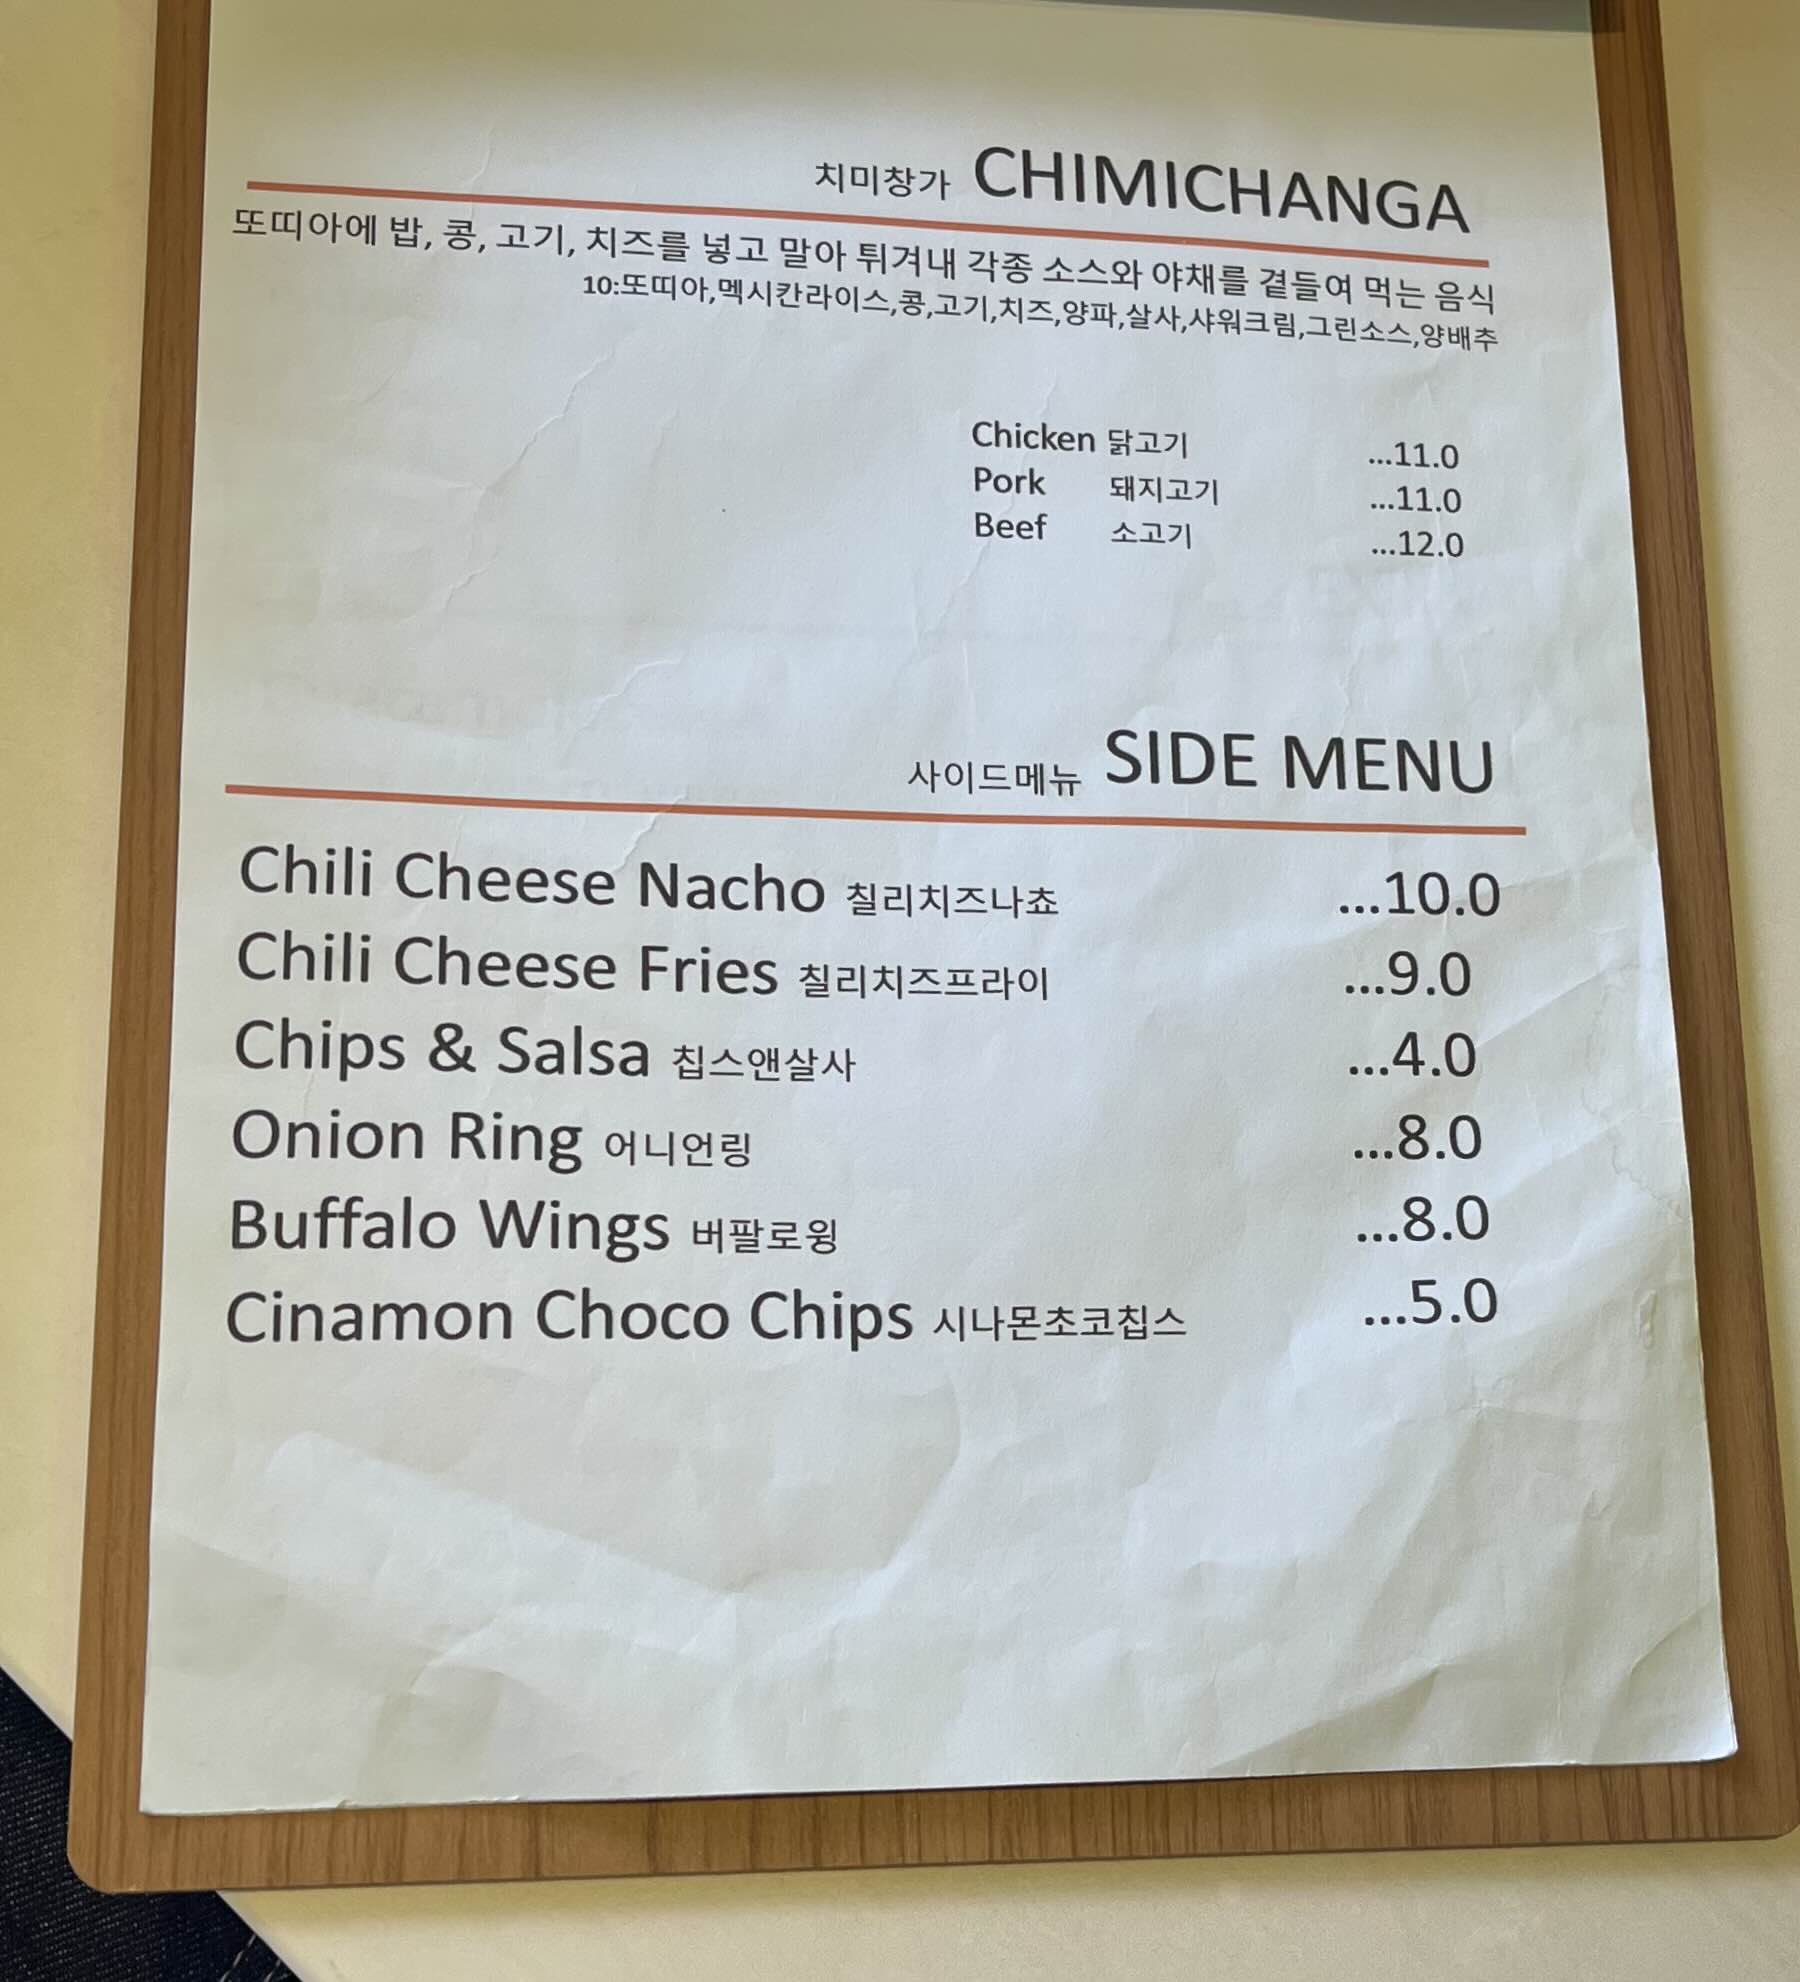 치미창가 CHIMICHANGA
또띠아에 밥, 콩, 고기, 치즈를 넣고 말아 튀겨내 각종 소스와 야채를 곁들여 먹는 음식
10:또띠아,멕시칸라이스,콩,고기,치즈,양파,살사,샤워크림,그린소스,양배추
Chicken 닭고기 ...11.0
Pork 돼지고기 ...11.0
Beef 소고기 ...12.0
사이드메뉴 SIDE MENU
Chili Cheese Nacho 칠리치즈나쵸 ...10.0
Chili Cheese Fries 칠리치즈프라이 ...9.0
Chips & Salsa 칩스앤살사 ...4.0
Onion Ring 어니언링 ...8.0
Buffalo Wings 버팔로윙 ...8.0
Cinamon Choco Chips 시나몬초코칩스 ...5.0